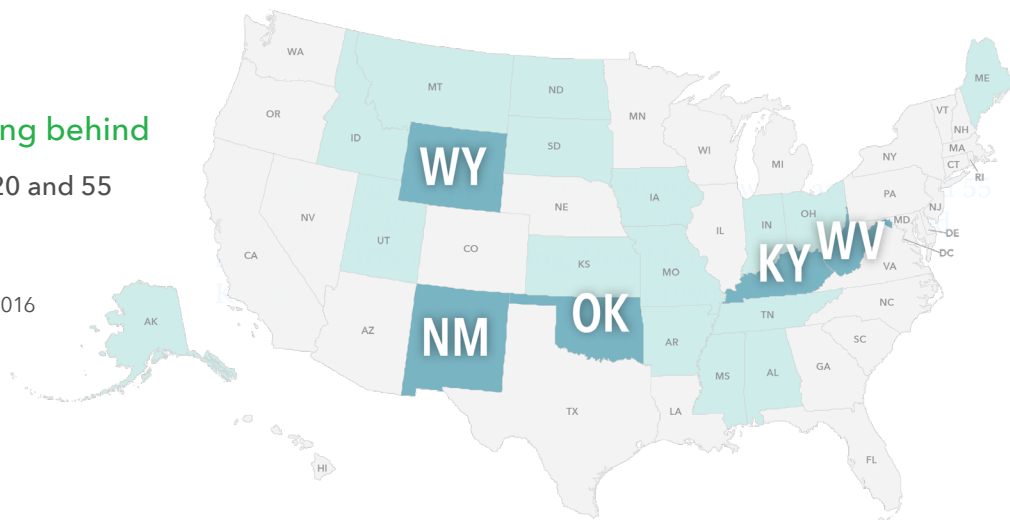 ng behind
20 and 55
016
WA
OR
CA
NV
ID
MT
WY
UT
CO
AZ
NM
ND
SD
NE
KS
OK
TX
MN
IA
MO
AR
LA
WI
IL
MI
IN
OH
KY
WV
TN
MS
AL
GA
FL
SC
NC
VA
PA
NY
VT
NH
MA
CT
RI
NJ
DE
MD
DC
ME
AK
HI